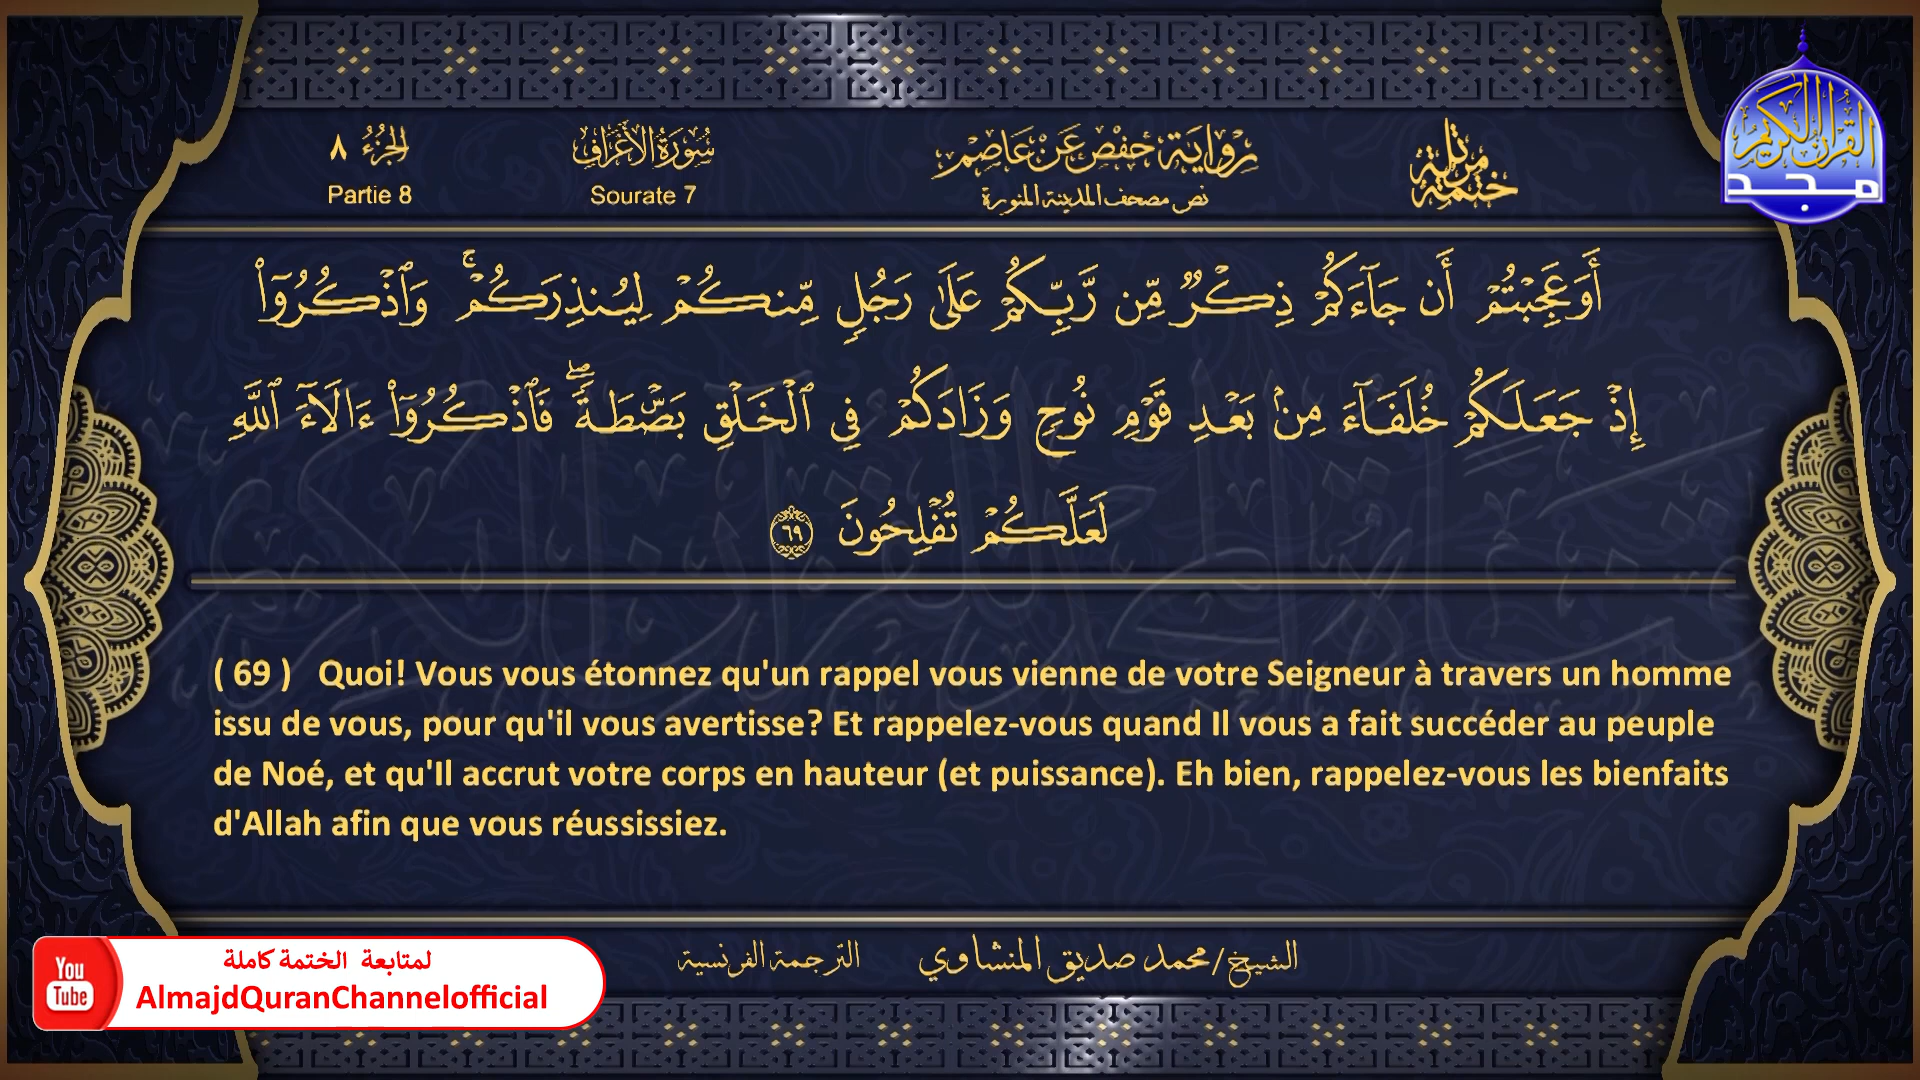 الجزء ٨
Partie 8
سورة الأعراف
Sourate 7
رواية: حفص عن عاصم
نص مصحف المدينة المنورة
ختمة مرتلة
القرآن الكريم
مجد
أَوَعَجِبْتُمْ أَن جَآءَكُمْ ذِكْرٌ مِّن رَّبِّكُمْ عَلَىٰ رَجُلٍ مِّنكُمْ لِيُنذِرَكُمْ ۚ وَٱذْكُرُوٓا۟
إِذْ جَعَلَكُمْ خُلَفَآءَ مِنۢ بَعْدِ قَوْمِ نُوحٍ وَزَادَكُمْ فِى ٱلْخَلْقِ بَصْۜطَةً ۖ فَٱذْكُرُوٓا۟ ءَالَآءَ ٱللَّهِ
لَعَلَّكُمْ تُفْلِحُونَ ٦٩
( 69 ) Quoi! Vous vous étonnez qu'un rappel vous vienne de votre Seigneur à travers un homme
issu de vous, pour qu'il vous avertisse? Et rappelez-vous quand Il vous a fait succéder au peuple
de Noé, et qu'Il accrut votre corps en hauteur (et puissance). Eh bien, rappelez-vous les bienfaits
d'Allah afin que vous réussissiez.
الشيخ/محمد صديق المنشاوي
الترجمة الفرنسية
You
Tube
لمتابعة الختمة كاملة
AlmajdQuranChannelofficial